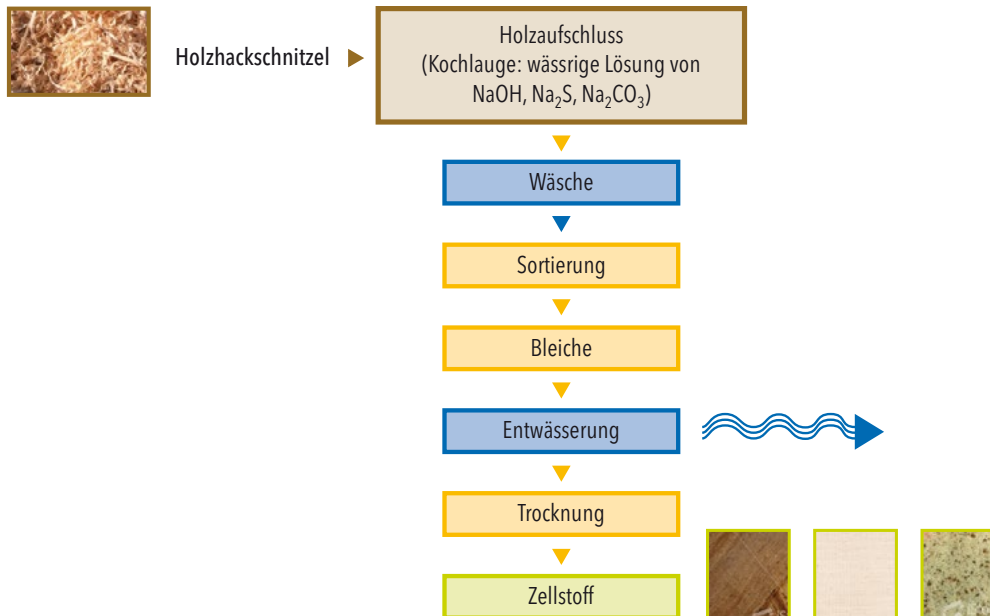 Holzhackschnitzel
Holzaufschluss
(Kochlauge: wässrige Lösung von
NaOH, Na₂S, Na₂CO₃)
Wäsche
Sortierung
Bleiche
Entwässerung
Trocknung
Zellstoff